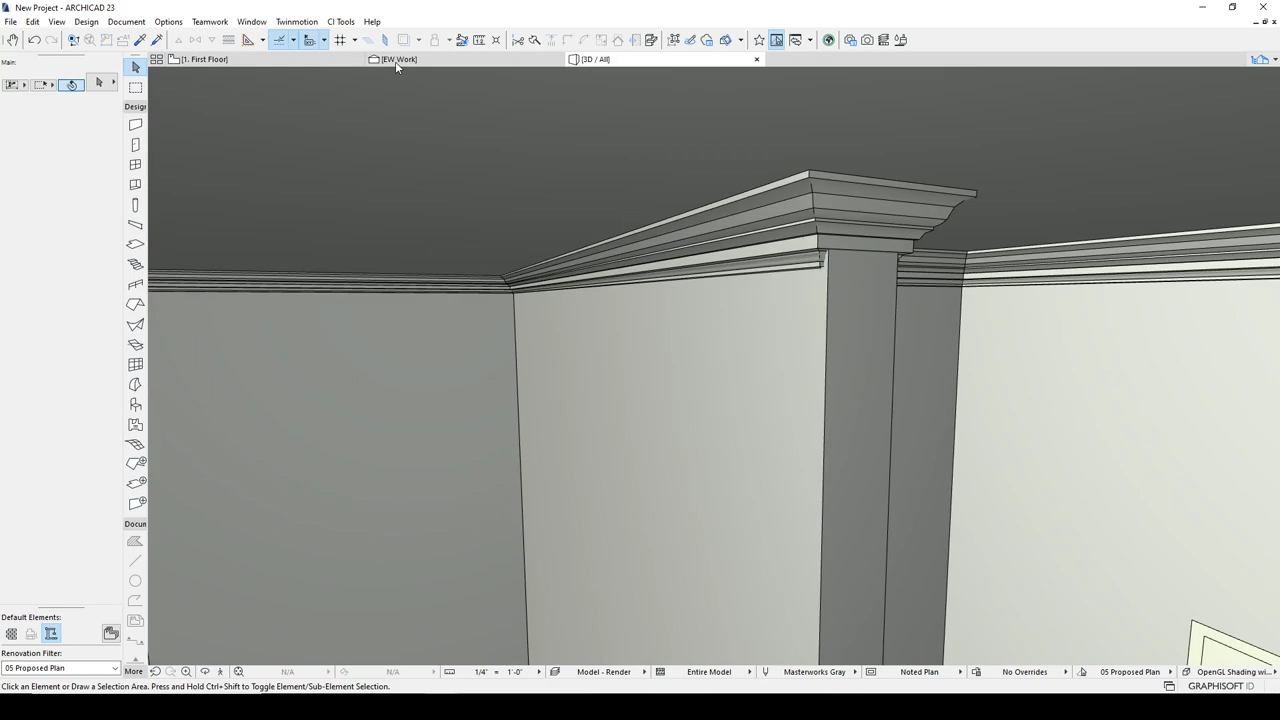 New Project - ARCHICAD 23
File Edit View Design Document Options Teamwork Window Twinmotion CI Tools Help
Main:
[1. First Floor] [EW Work] [3D / All]
Desig
Docun
More
Default Elements:
Renovation Filter:
05 Proposed Plan
N/A N/A 1/4" = 1'-0" Model - Render Entire Model Masterworks Gray Noted Plan No Overrides 05 Proposed Plan OpenGL Shading wi...
Click an Element or Draw a Selection Area. Press and Hold Ctrl+Shift to Toggle Element/Sub-Element Selection.
GRAPHISOFT ID